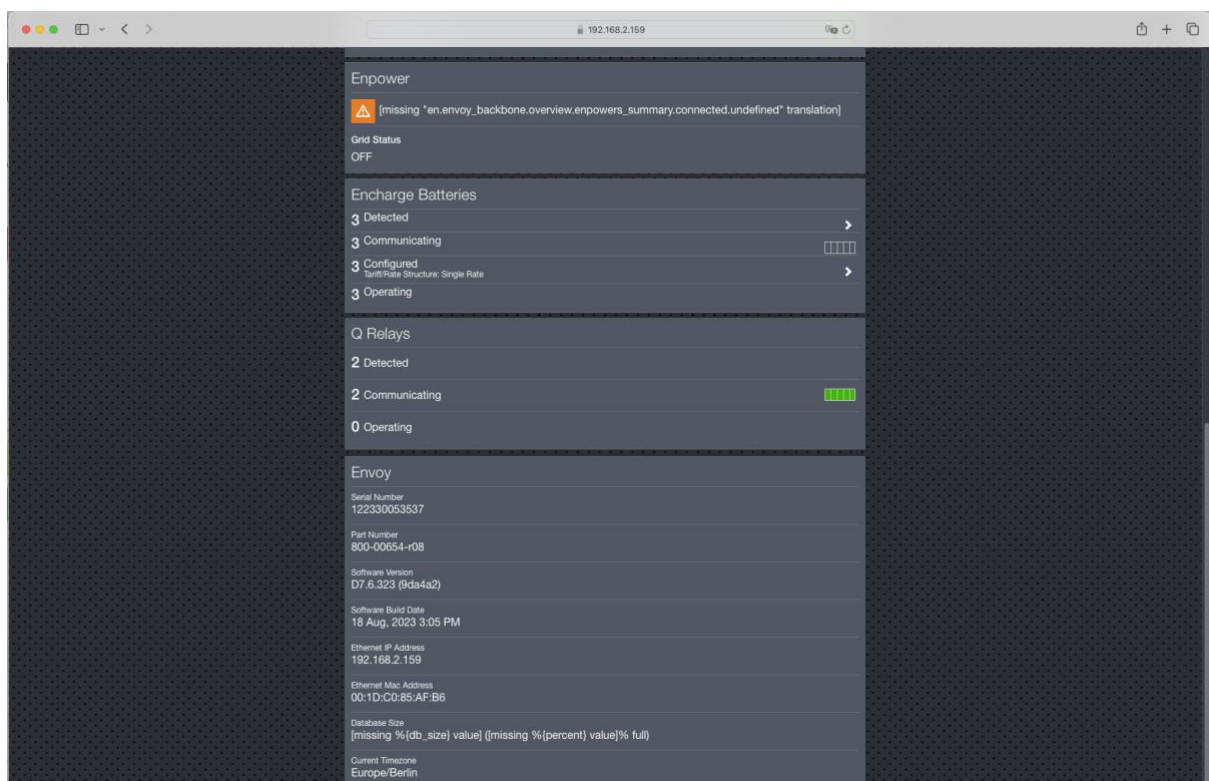 192.168.2.159
Enpower
[missing "en.envoy_backbone.overview.enpowers_summary.connected.undefined" translation]
Grid Status
OFF
Encharge Batteries
3 Detected
3 Communicating
3 Configured
Tariff/Rate Structure: Single Rate
3 Operating
Q Relays
2 Detected
2 Communicating
0 Operating
Envoy
Serial Number
122330053537
Part Number
800-00654-r08
Software Version
D7.6.323 (9da4a2)
Software Build Date
18 Aug, 2023 3:05 PM
Ethernet IP Address
192.168.2.159
Ethernet Mac Address
00:1D:C0:85:AF:B6
Database Size
[missing %{db_size} value] ([missing %{percent} value]% full)
Current Timezone
Europe/Berlin